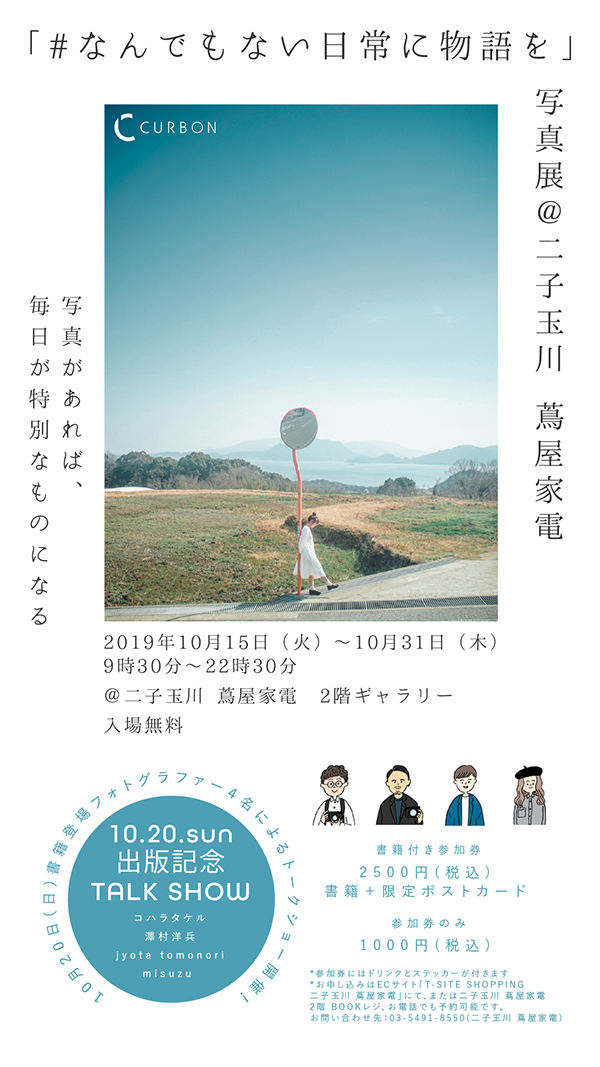 「#なんでもない日常に物語を」
写真展@二子玉川 蔦屋家電
CURBON
写真があれば、
毎日が特別なものになる
2019年10月15日（火）〜10月31日（木）
9時30分〜22時30分
@二子玉川 蔦屋家電 2階ギャラリー
入場無料
10月20日(日)書籍登場フォトグラファー4名によるトークショー開催！
10.20.sun
出版記念
TALK SHOW
コハラタケル
澤村洋兵
jyota tomonori
misuzu
書籍付き参加券
2500円(税込)
書籍＋限定ポストカード
参加券のみ
1000円(税込)
*参加券にはドリンクとステッカーが付きます
*お申し込みはECサイト「T-SITE SHOPPING
二子玉川 蔦屋家電」にて、または二子玉川 蔦屋家電
2階 BOOKレジ、お電話でも予約可能です。
お問い合わせ先：03-5491-8550(二子玉川 蔦屋家電)